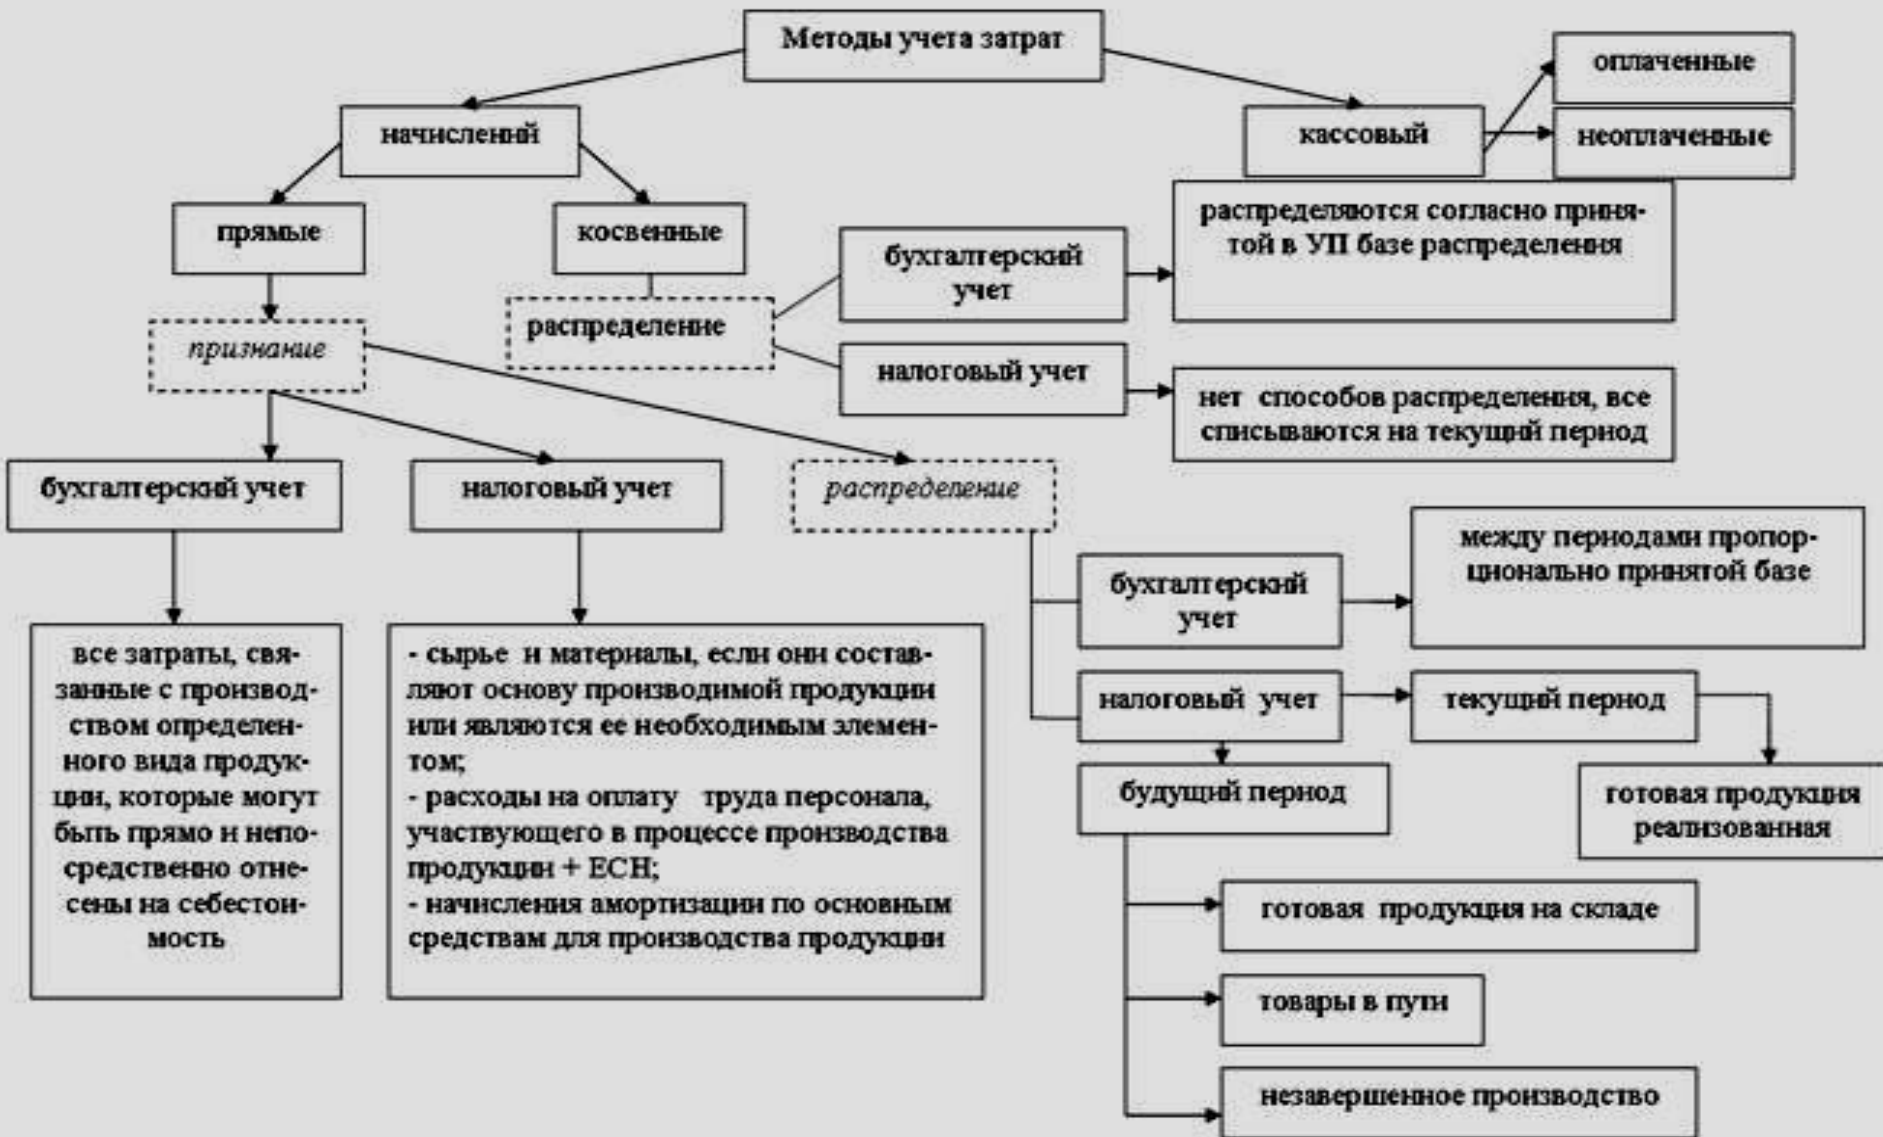 Методы учета затрат
оплаченные
начислений
кассовый
неоплаченные
прямые
косвенные
бухгалтерский
учет
распределяются согласно приня-
той в УП базе распределения
признание
распределение
налоговый учет
нет способов распределения, все
списываются на текущий период
бухгалтерский учет
налоговый учет
распределение
между периодами пропор-
ционально принятой базе
бухгалтерский
учет
все затраты, свя-
занные с производ-
ством определен-
ного вида продук-
ции, которые могут
быть прямо и непо-
средственно отне-
сены на себестои-
мость
- сырье и материалы, если они состав-
ляют основу производимой продукции
или являются ее необходимым элемен-
том;
- расходы на оплату труда персонала,
участвующего в процессе производства
продукции + ЕСН;
- начисления амортизации по основным
средствам для производства продукции
налоговый учет
текущий период
будущий период
готовая продукция
реализованная
готовая продукция на складе
товары в пути
незавершенное производство